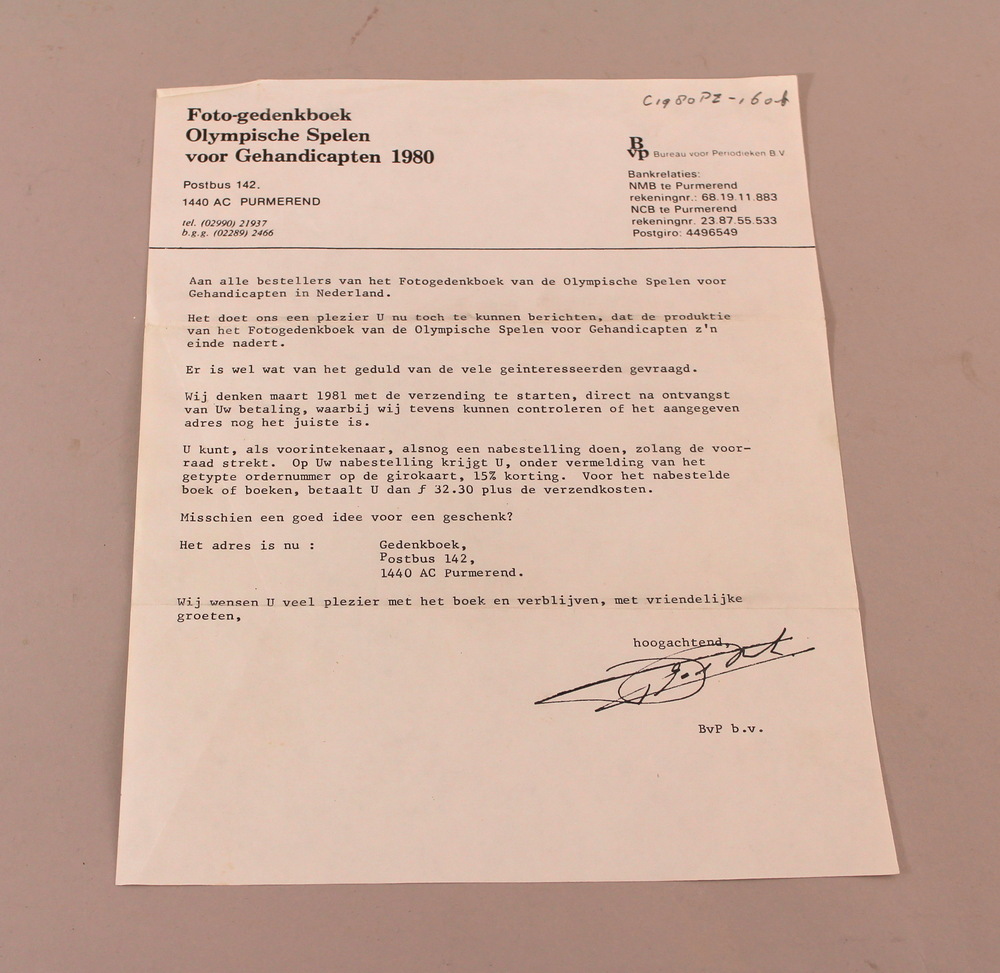 C1980PZ-160b
Foto-gedenkboek
Olympische Spelen
voor Gehandicapten 1980
Postbus 142.
1440 AC PURMEREND
tel. (02990) 21937
b.g.g. (02289) 2466
Bvp Bureau voor Periodieken B.V
Bankrelaties:
NMB te Purmerend
rekeningnr.: 68.19.11.883
NCB te Purmerend
rekeningnr. 23.87.55.533
Postgiro: 4496549
Aan alle bestellers van het Fotogedenkboek van de Olympische Spelen voor
Gehandicapten in Nederland.
Het doet ons een plezier U nu toch te kunnen berichten, dat de produktie
van het Fotogedenkboek van de Olympische Spelen voor Gehandicapten z'n
einde nadert.
Er is wel wat van het geduld van de vele geinteresseerden gevraagd.
Wij denken maart 1981 met de verzending te starten, direct na ontvangst
van Uw betaling, waarbij wij tevens kunnen controleren of het aangegeven
adres nog het juiste is.
U kunt, als voorintekenaar, alsnog een nabestelling doen, zolang de voor-
raad strekt. Op Uw nabestelling krijgt U, onder vermelding van het
getypte ordernummer op de girokaart, 15% korting. Voor het nabestelde
boek of boeken, betaalt U dan ƒ 32.30 plus de verzendkosten.
Misschien een goed idee voor een geschenk?
Het adres is nu : Gedenkboek,
Postbus 142,
1440 AC Purmerend.
Wij wensen U veel plezier met het boek en verblijven, met vriendelijke
groeten,
hoogachtend,
BvP b.v.